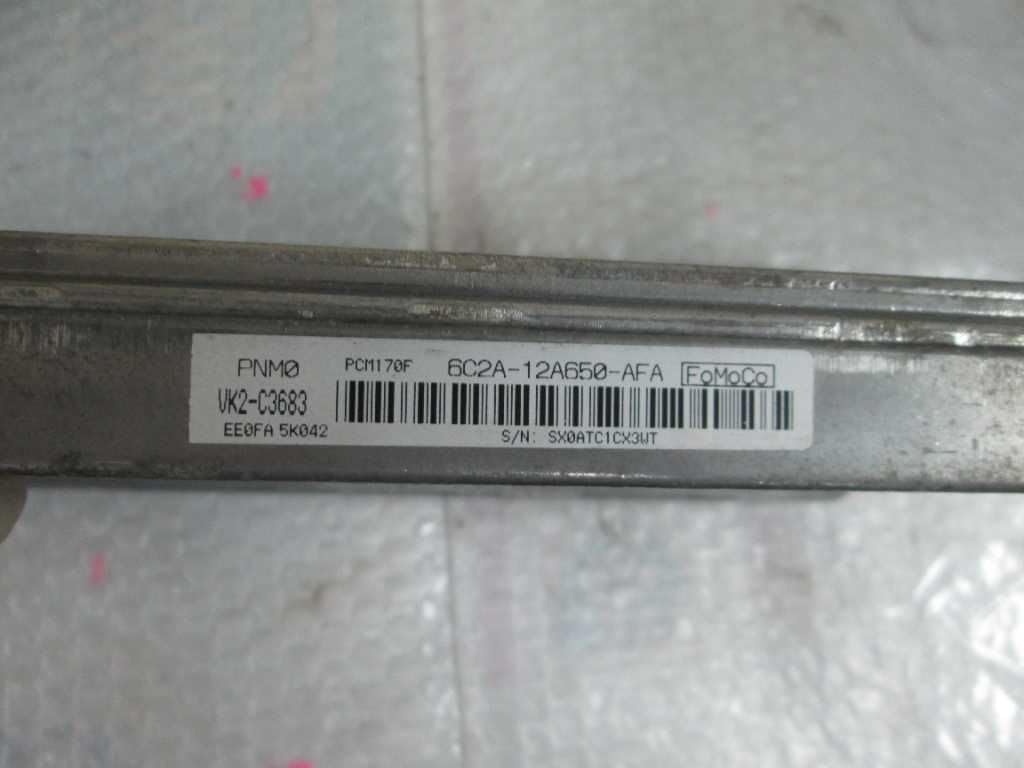 PNM0 PCM170F 6C2A-12A650-AFA FoMoCo
VK2-C3683
EE0FA 5K042 S/N: SX0ATC1CX3WT